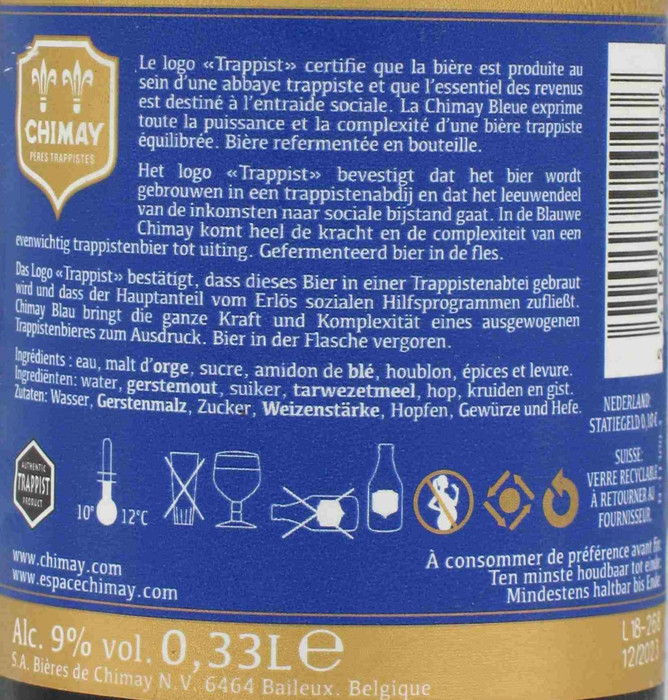 CHIMAY
PÈRES TRAPPISTES
Le logo «Trappist» certifie que la bière est produite au
sein d'une abbaye trappiste et que l'essentiel des revenus
est destiné à l'entraide sociale. La Chimay Bleue exprime
toute la puissance et la complexité d'une bière trappiste
équilibrée. Bière refermentée en bouteille.
Het logo «Trappist» bevestigt dat het bier wordt
gebrouwen in een trappistenabdij en dat het leeuwendeel
van de inkomsten naar sociale bijstand gaat. In de Blauwe
Chimay komt heel de kracht en de complexiteit van een
evenwichtig trappistenbier tot uiting. Gefermenteerd bier in de fles.
Das Logo «Trappist» bestätigt, dass dieses Bier in einer Trappistenabtei gebraut
wird und dass der Hauptanteil vom Erlös sozialen Hilfsprogrammen zufließt.
Chimay Blau bringt die ganze Kraft und Komplexität eines ausgewogenen
Trappistenbieres zum Ausdruck. Bier in der Flasche vergoren.
Ingrédients : eau, malt d'orge, sucre, amidon de blé, houblon, épices et levure.
Ingrediënten: water, gerstemout, suiker, tarwezetmeel, hop, kruiden en gist.
Zutaten: Wasser, Gerstenmalz, Zucker, Weizenstärke, Hopfen, Gewürze und Hefe.
NEDERLAND:
STATIEGELD 0,10€
SUISSE:
VERRE RECYCLABLE
À RETOURNER AU
FOURNISSEUR.
AUTHENTIC
TRAPPIST
PRODUCT
10° 12°C
www.chimay.com
www.espacechimay.com
À consommer de préférence avant fin:
Ten minste houdbaar tot einde:
Mindestens haltbar bis Ende:
Alc. 9% vol. 0,33L e
S.A. Bières de Chimay N.V. 6464 Baileux. Belgique
L 18-26
12/2023